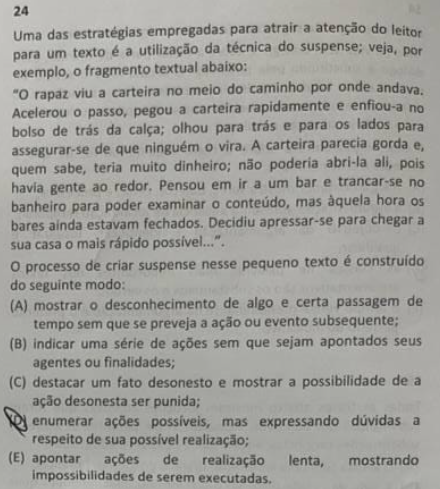 24
Uma das estratégias empregadas para atrair a atenção do leitor
para um texto é a utilização da técnica do suspense; veja, por
exemplo, o fragmento textual abaixo:
"O rapaz viu a carteira no meio do caminho por onde andava.
Acelerou o passo, pegou a carteira rapidamente e enfiou-a no
bolso de trás da calça; olhou para trás e para os lados para
assegurar-se de que ninguém o vira. A carteira parecia gorda e,
quem sabe, teria muito dinheiro; não poderia abri-la ali, pois
havia gente ao redor. Pensou em ir a um bar e trancar-se no
banheiro para poder examinar o conteúdo, mas àquela hora os
bares ainda estavam fechados. Decidiu apressar-se para chegar a
sua casa o mais rápido possível...".
O processo de criar suspense nesse pequeno texto é construído
do seguinte modo:
(A) mostrar o desconhecimento de algo e certa passagem de
tempo sem que se preveja a ação ou evento subsequente;
(B) indicar uma série de ações sem que sejam apontados seus
agentes ou finalidades;
(C) destacar um fato desonesto e mostrar a possibilidade de a
ação desonesta ser punida;
(D) enumerar ações possíveis, mas expressando dúvidas a
respeito de sua possível realização;
(E) apontar ações de realização lenta, mostrando
impossibilidades de serem executadas.